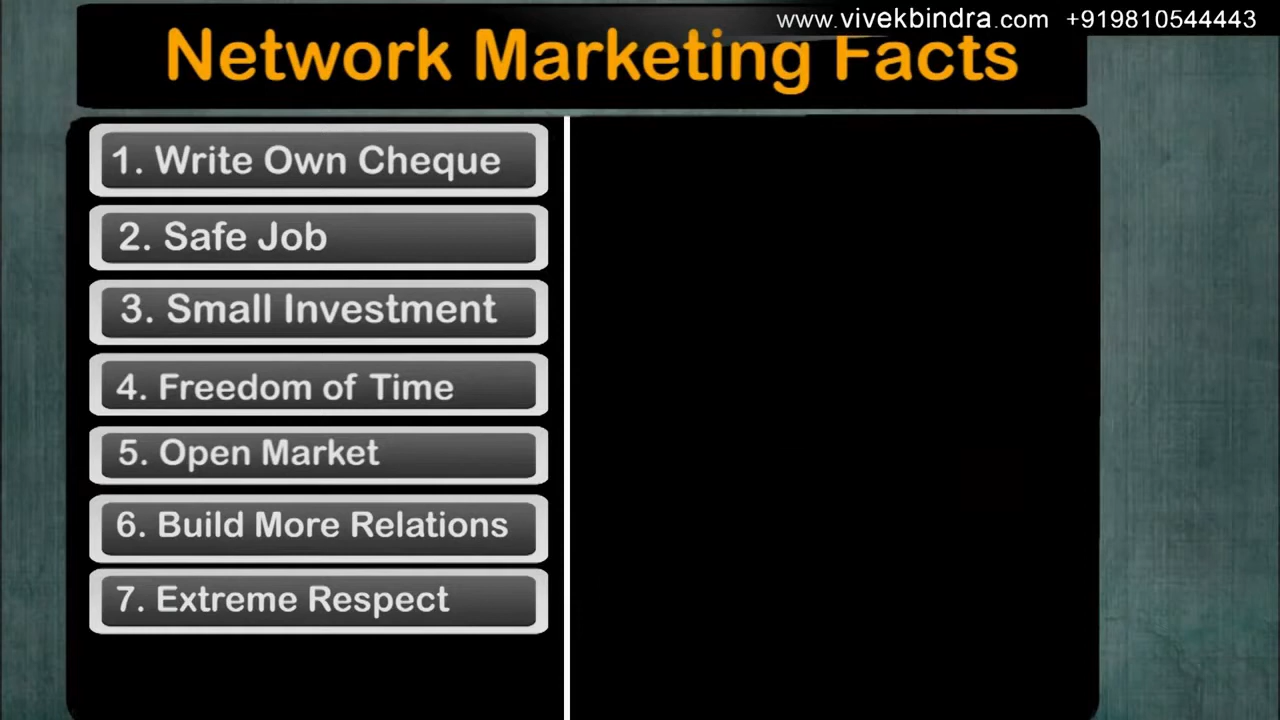 www.vivekbindra.com +919810544443
Network Marketing Facts
1. Write Own Cheque
2. Safe Job
3. Small Investment
4. Freedom of Time
5. Open Market
6. Build More Relations
7. Extreme Respect